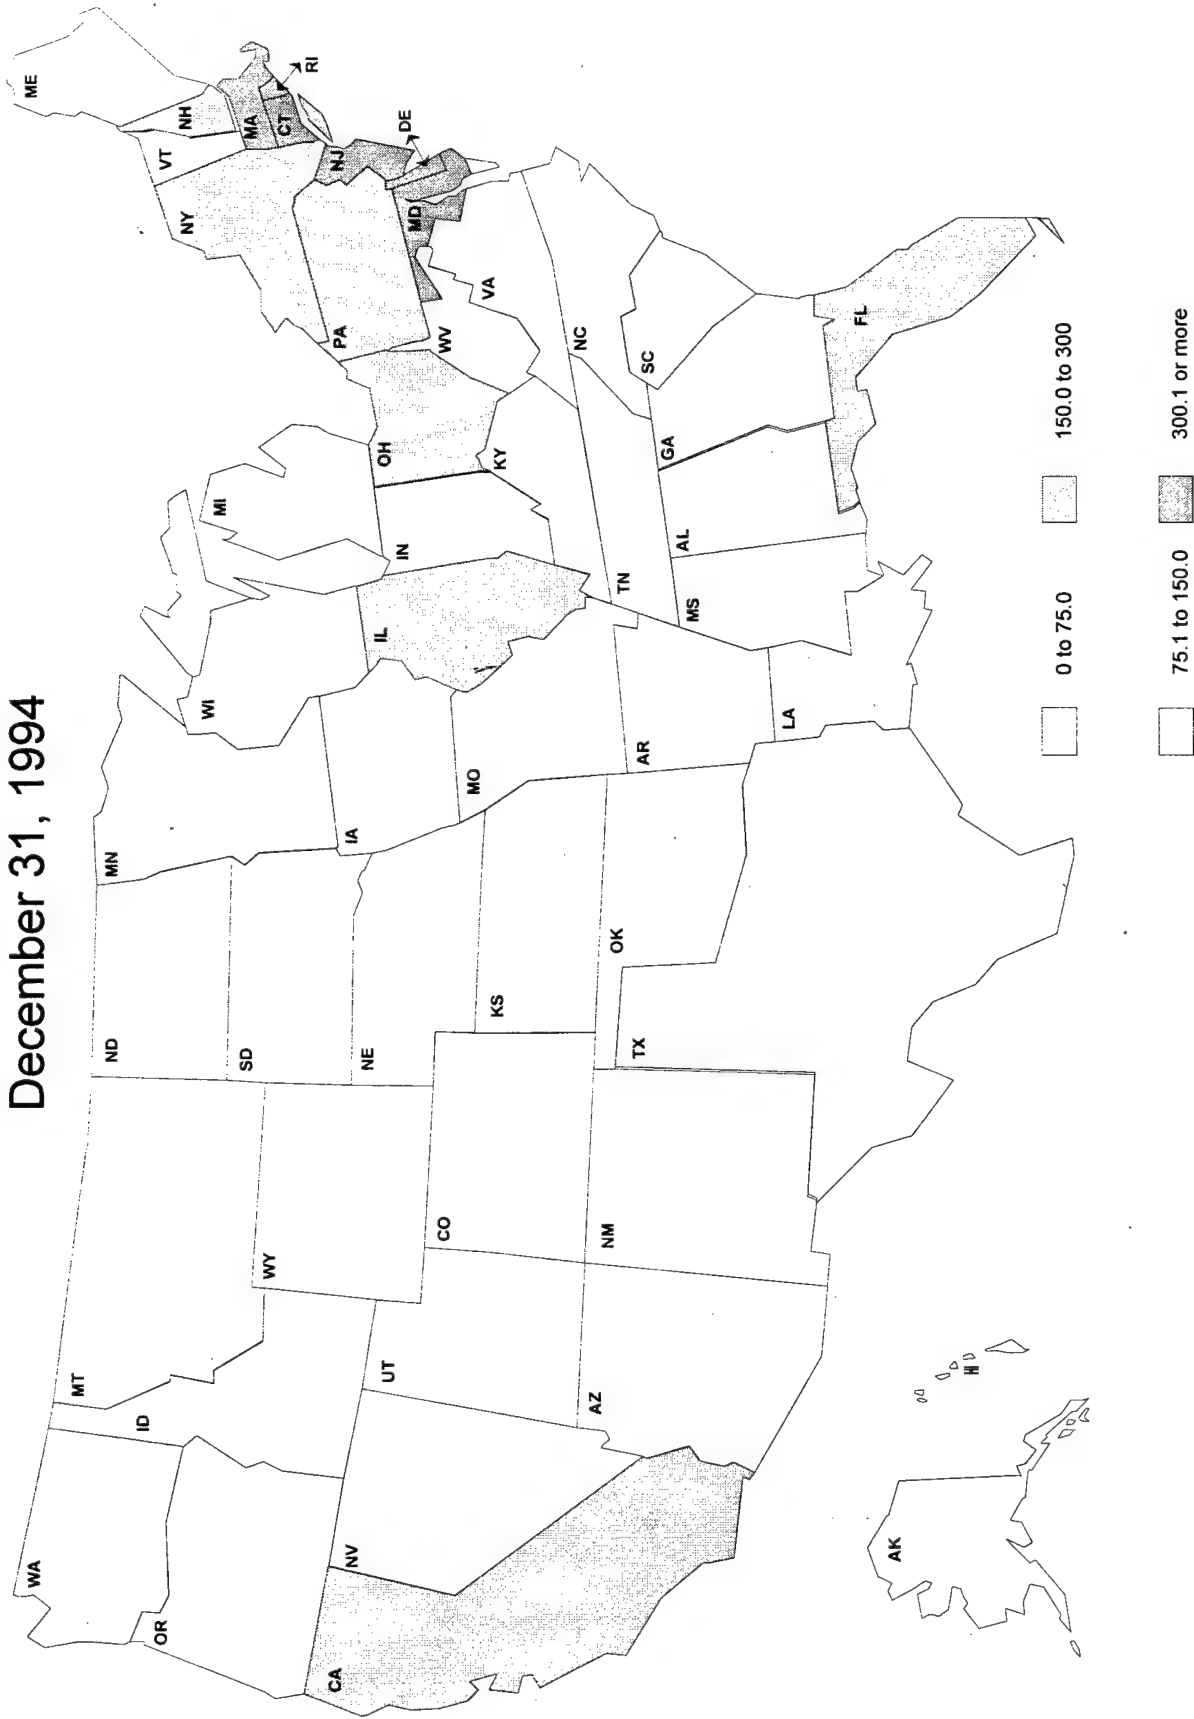 December 31, 1994
WA
MT
ND
MN
ME
OR
ID
SD
WI
MI
VT
NH
NY
MA
RI
CT
CA
NV
WY
NE
IA
IL
IN
OH
PA
NJ
DE
MD
UT
CO
KS
MO
KY
WV
VA
AZ
NM
TX
OK
AR
TN
NC
SC
LA
MS
AL
GA
FL
AK
HI
0 to 75.0
150.0 to 300
75.1 to 150.0
300.1 or more